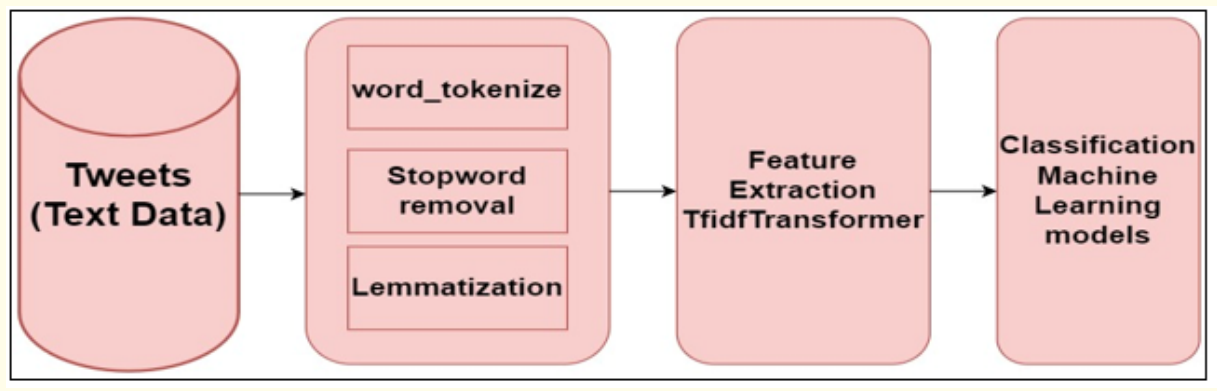 Tweets
(Text Data)
word_tokenize
Stopword
removal
Lemmatization
Feature
Extraction
TfidfTransformer
Classification
Machine
Learning
models